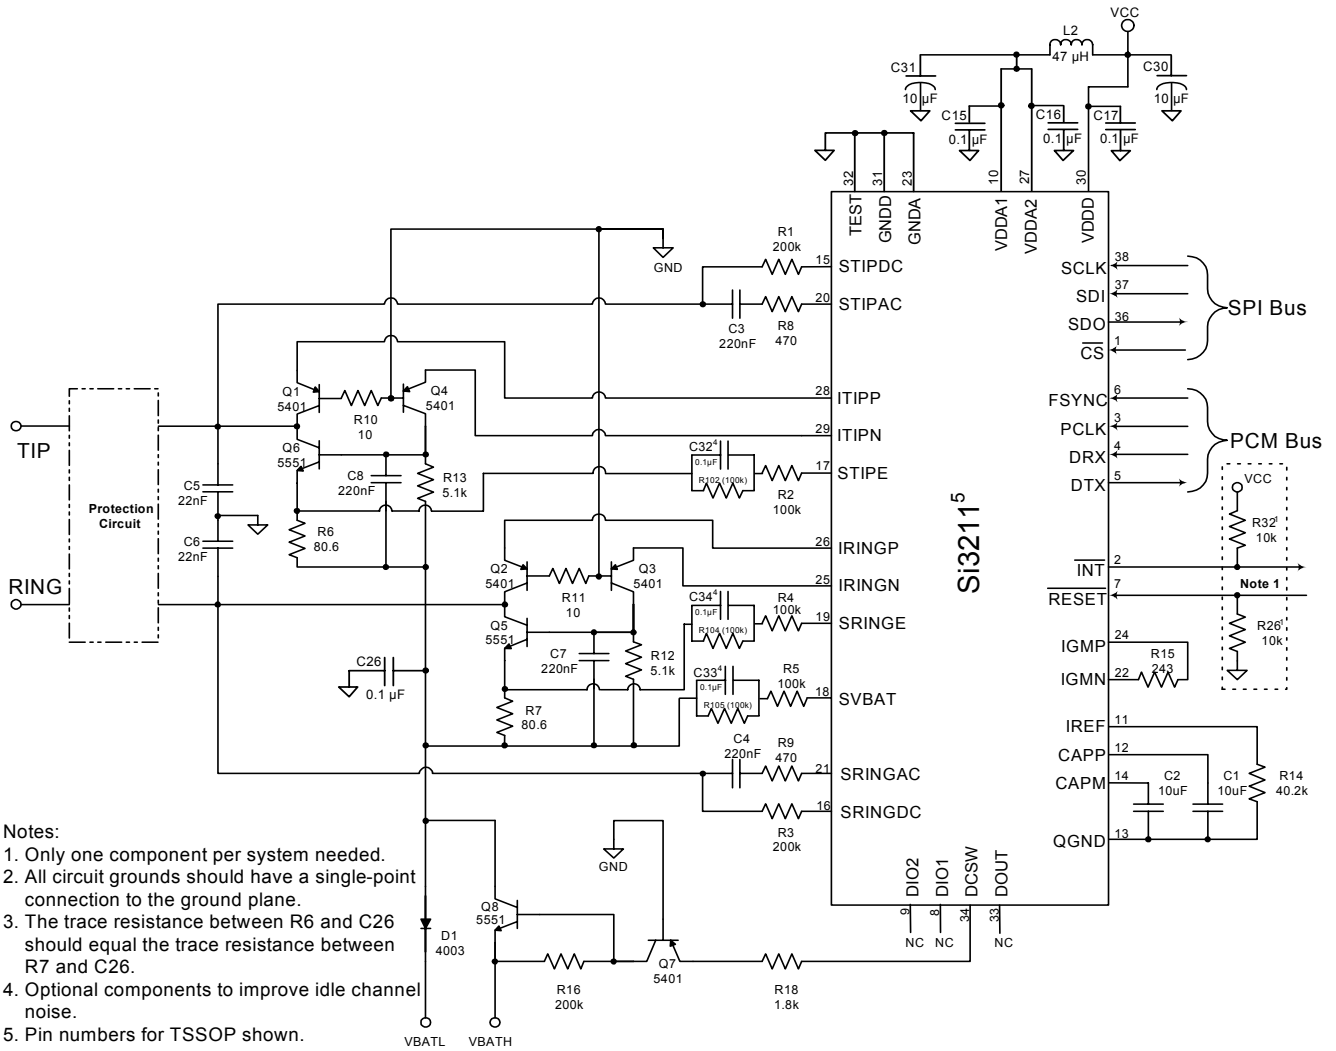 VCC
L2
47 µH
C31
10 µF
C30
10 µF
C15
0.1 µF
C16
0.1 µF
C17
0.1 µF
32
31
23
10
27
30
TEST
GNDD
GNDA
VDDA1
VDDA2
VDDD
GND
R1
200k
15
STIPDC
C3
220nF
R8
470
20
STIPAC
SCLK
38
SDI
37
SDO
36
CS
1
SPI Bus
Q1
5401
R10
10
Q4
5401
28
ITIPP
29
ITIPN
FSYNC
6
PCLK
3
DRX
4
DTX
5
PCM Bus
TIP
Q6
5551
C8
220nF
R13
5.1k
C32⁴
0.1µF
R102 (100k)
R2
100k
17
STIPE
Protection
Circuit
C5
22nF
C6
22nF
R6
80.6
Si3211⁵
VCC
R32¹
10k
26
IRINGP
INT
2
RING
Q2
5401
R11
10
Q3
5401
25
IRINGN
RESET
7
Note 1
R26¹
10k
Q5
5551
C7
220nF
R12
5.1k
C34⁴
0.1µF
R104 (100k)
R4
100k
19
SRINGE
IGMP
24
IGMN
22
R15
243
C26
0.1 µF
R7
80.6
C33⁴
0.1µF
R105 (100k)
R5
100k
18
SVBAT
IREF
11
CAPP
12
CAPM
14
QGND
13
C2
10uF
C1
10uF
R14
40.2k
C4
220nF
R9
470
21
SRINGAC
R3
200k
16
SRINGDC
DIO2
DIO1
DCSW
DOUT
9
8
34
33
NC
NC
NC
GND
Q8
5551
D1
4003
R16
200k
Q7
5401
R18
1.8k
VBATL
VBATH
Notes:
1. Only one component per system needed.
2. All circuit grounds should have a single-point
connection to the ground plane.
3. The trace resistance between R6 and C26
should equal the trace resistance between
R7 and C26.
4. Optional components to improve idle channel
noise.
5. Pin numbers for TSSOP shown.